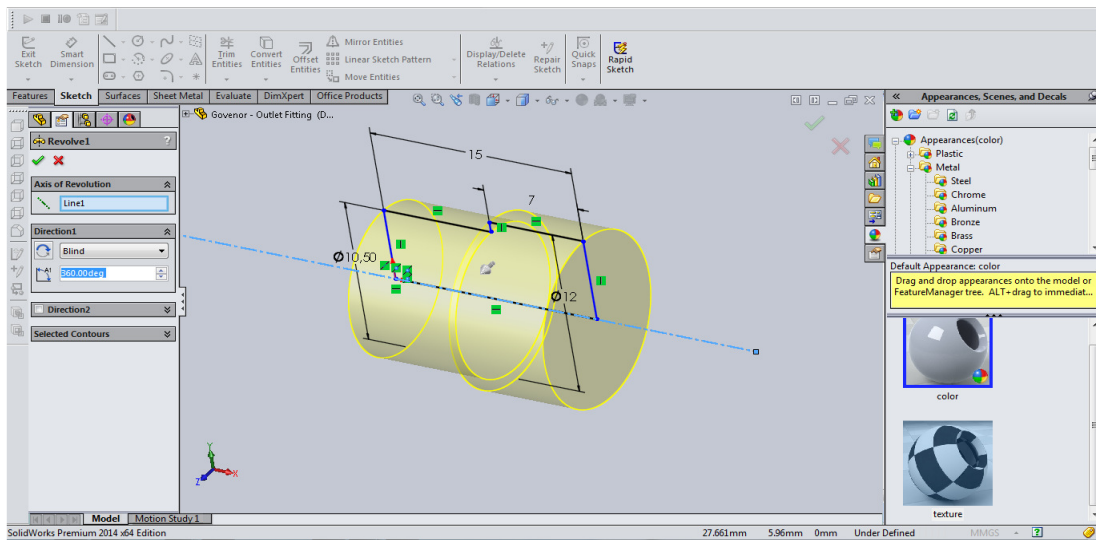 Exit Sketch
Smart Dimension
Trim Entities
Convert Entities
Offset Entities
Mirror Entities
Linear Sketch Pattern
Move Entities
Display/Delete Relations
Repair Sketch
Quick Snaps
Rapid Sketch
Features Sketch Surfaces Sheet Metal Evaluate DimXpert Office Products
Appearances, Scenes, and Decals
Govenor - Outlet Fitting (D...
Revolve1 ?
Axis of Revolution
Line1
Direction1
Blind
A1
360.00deg
Direction2
Selected Contours
15
7
Ø10,50
Ø12
Y
X
Z
Appearances(color)
Plastic
Metal
Steel
Chrome
Aluminum
Bronze
Brass
Copper
Default Appearance: color
Drag and drop appearances onto the model or
FeatureManager tree. ALT+drag to immediat...
color
texture
Model Motion Study 1
SolidWorks Premium 2014 x64 Edition 27.661mm 5.96mm 0mm Under Defined MMGS ?